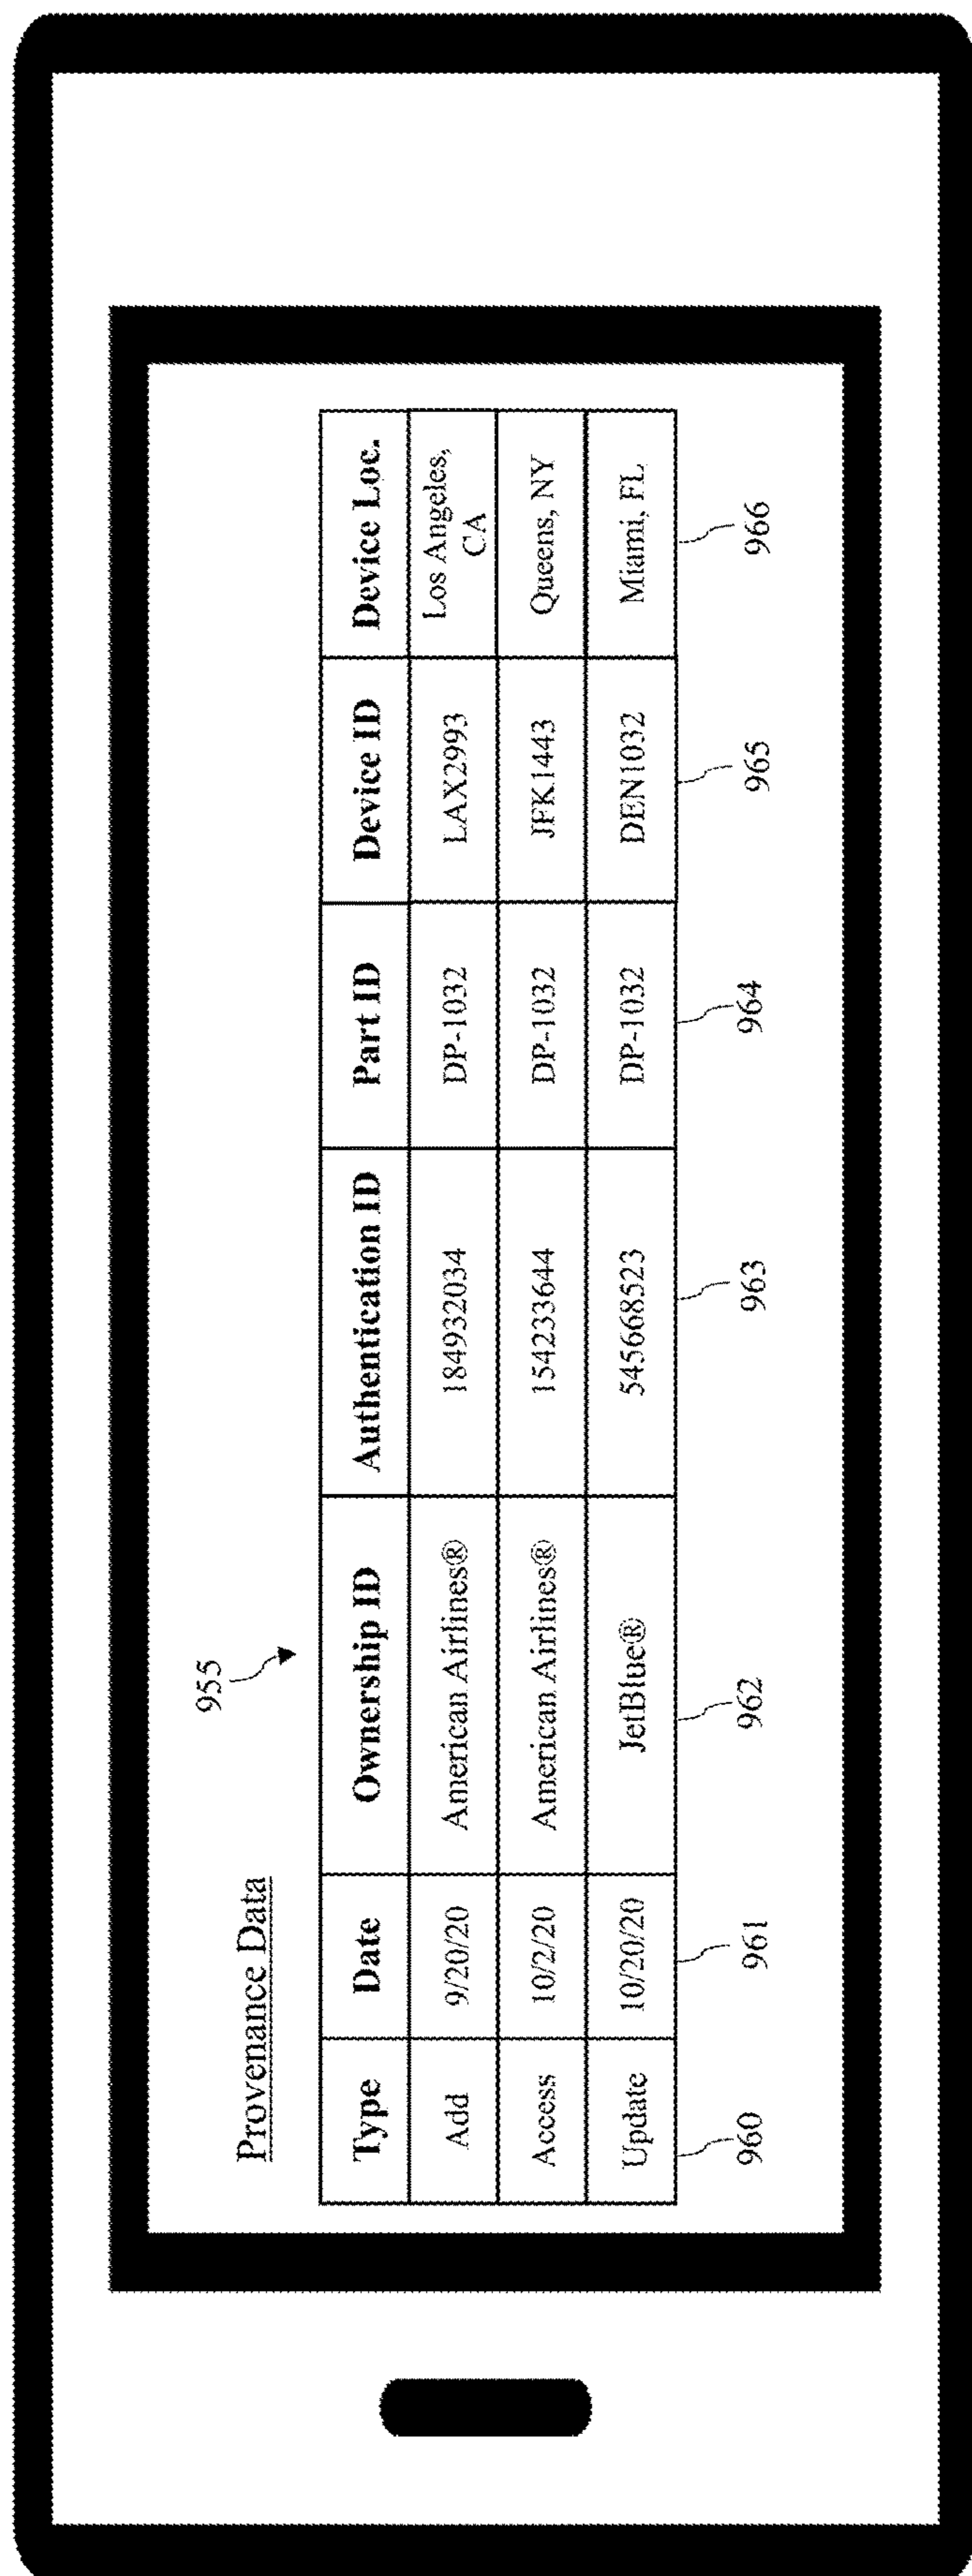 Provenance Data
955
Type Date Ownership ID Authentication ID Part ID Device ID Device Loc.
Add 9/20/20 American Airlines® 184932034 DP-1032 LAX2993 Los Angeles,
CA
Access 10/2/20 American Airlines® 154233644 DP-1032 JFK1443 Queens, NY
Update 10/20/20 JetBlue® 545668523 DP-1032 DEN1032 Miami, FL
960 961 962 963 964 965 966